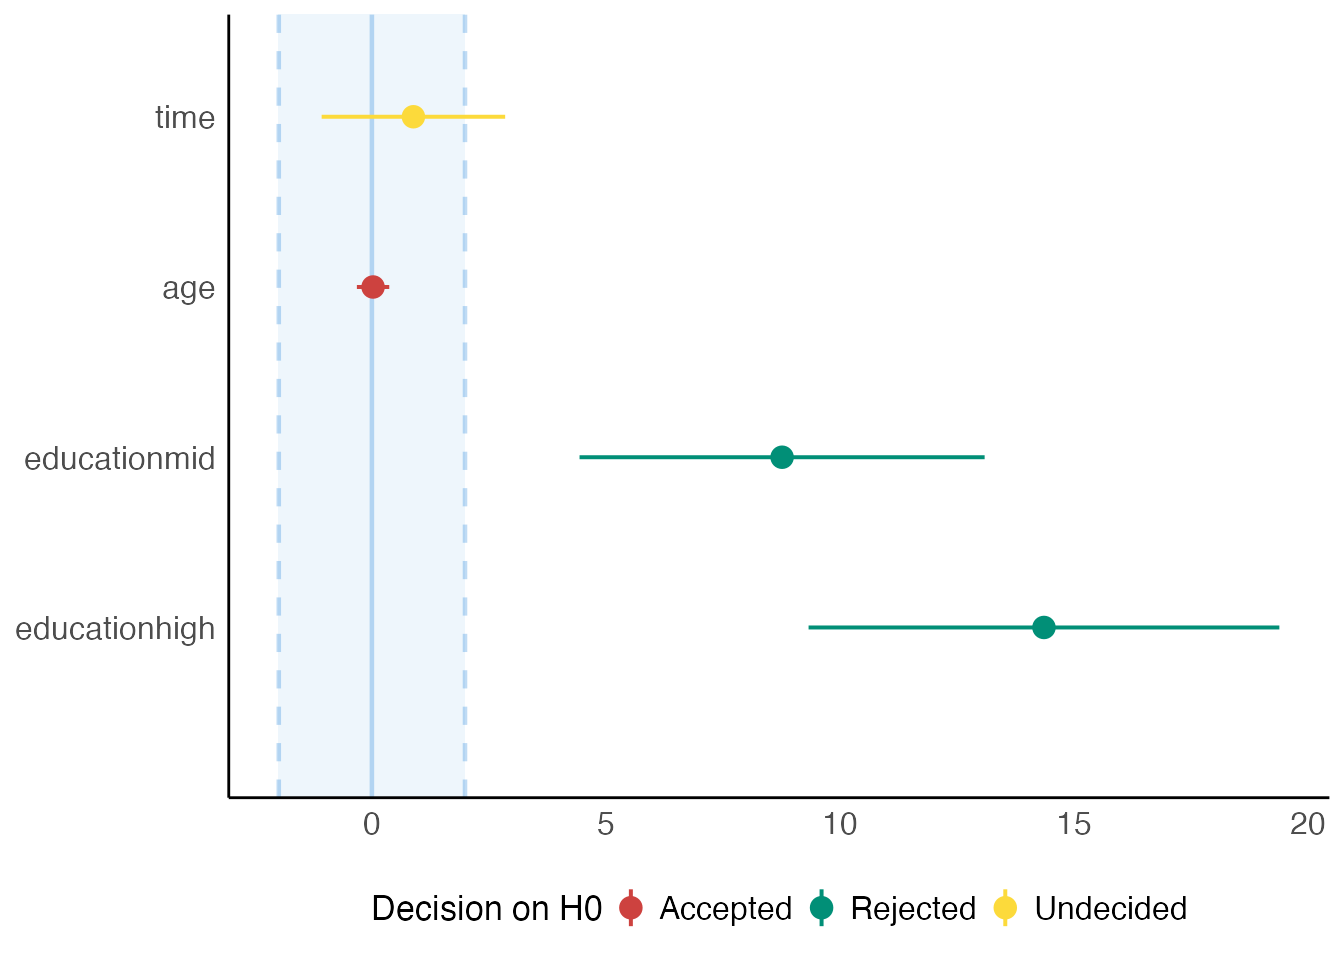 time
age
educationmid
educationhigh
0 5 10 15 20
Decision on H0 Accepted Rejected Undecided